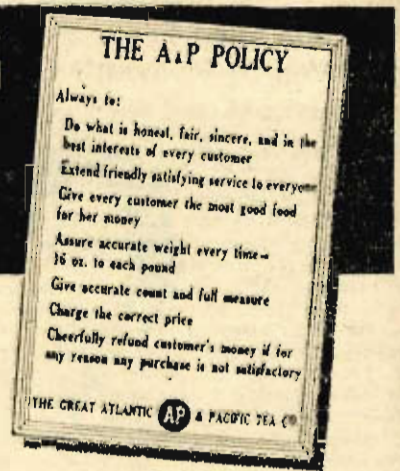 THE A&P POLICY
Always to:
Do what is honest, fair, sincere, and in the
best interests of every customer
Extend friendly satisfying service to everyone
Give every customer the most good food
for her money
Assure accurate weight every time—
16 oz. to each pound
Give accurate count and full measure
Charge the correct price
Cheerfully refund customer's money if for
any reason any purchase is not satisfactory
THE GREAT ATLANTIC A&P & PACIFIC TEA CO.